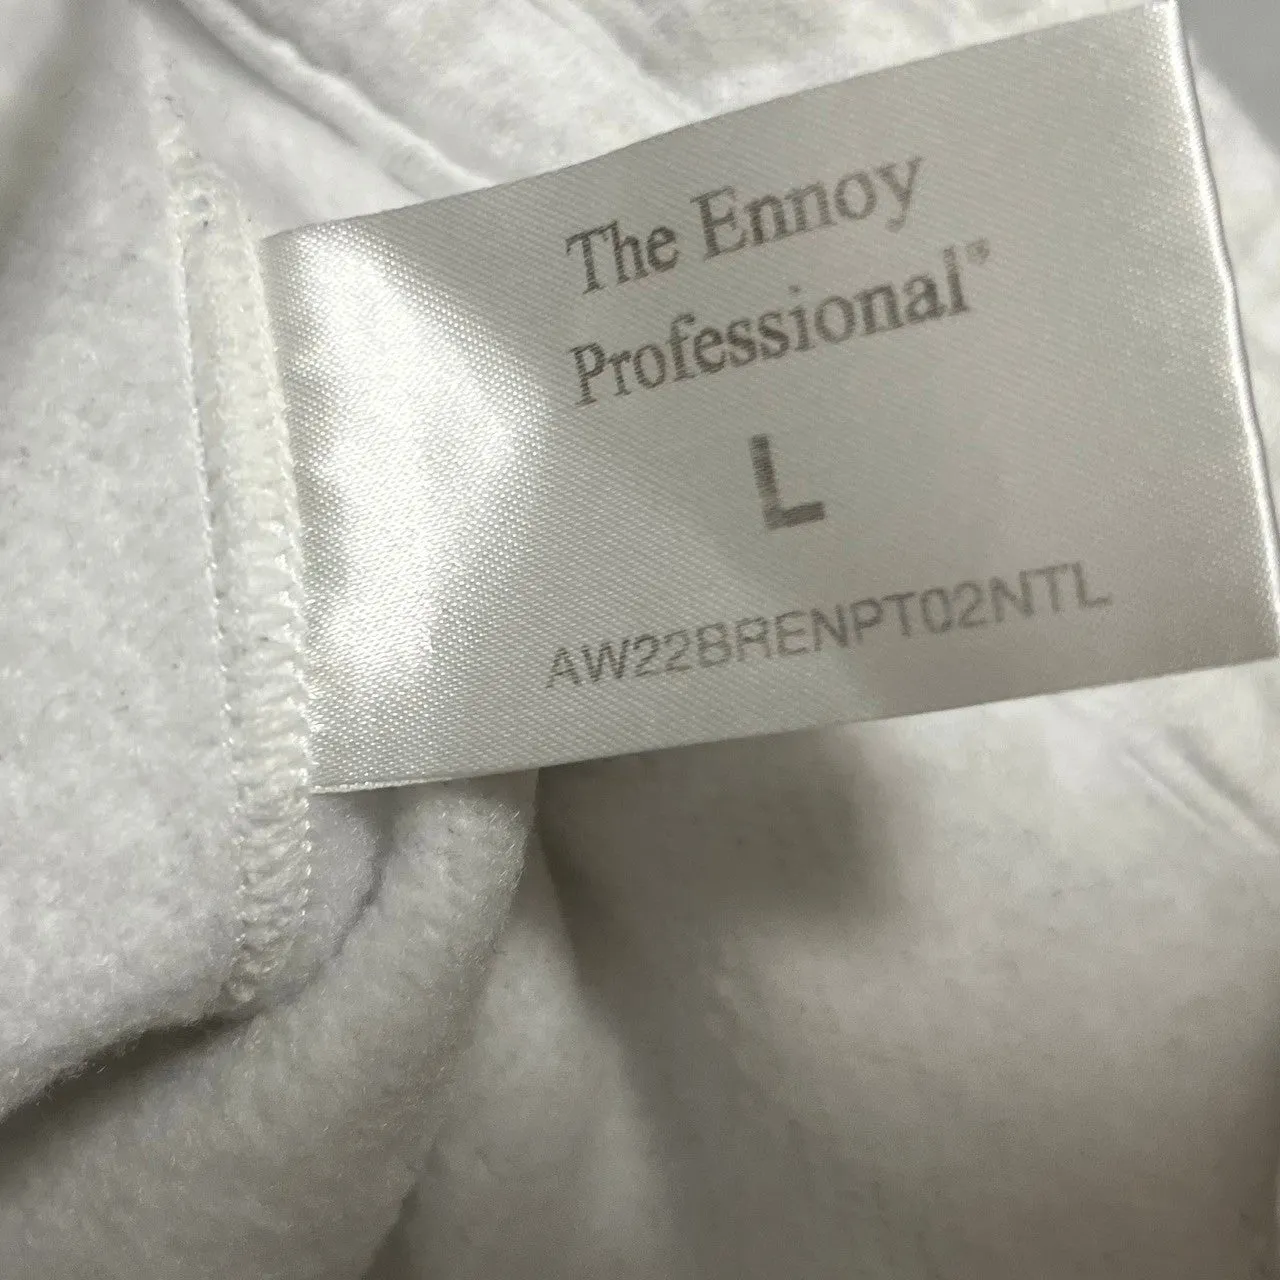 The Ennoy
Professional®
L
AW22BRENPT02NTL